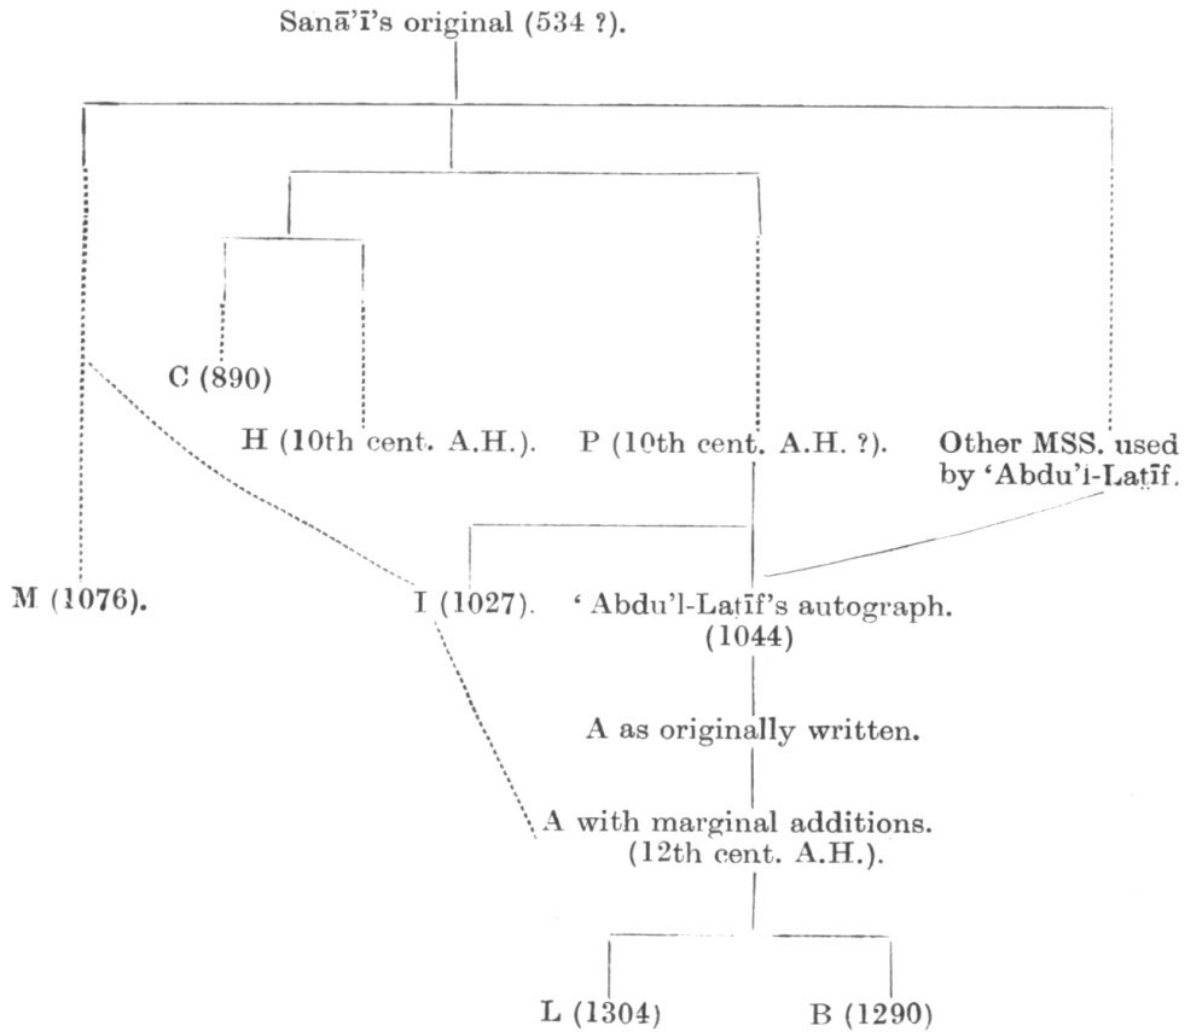 Sanā’ī’s original (534 ?).
C (890)
H (10th cent. A.H.).
P (10th cent. A.H. ?).
Other MSS. used
by ‘Abdu’l-Laṭīf.
M (1076).
I (1027).
‘ Abdu’l-Laṭīf’s autograph.
(1044)
A as originally written.
A with marginal additions.
(12th cent. A.H.).
L (1304)
B (1290)